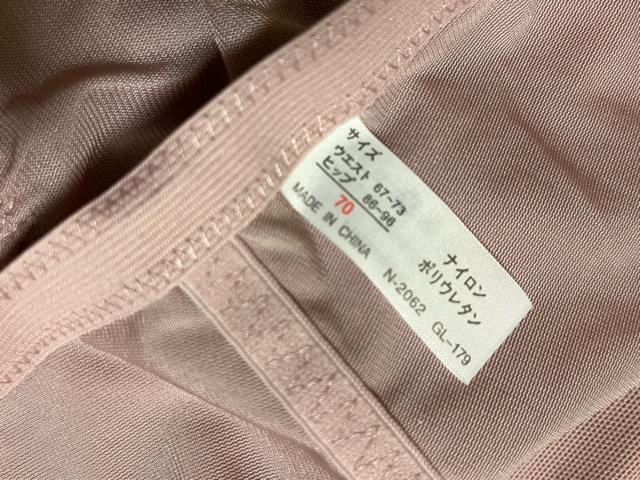 サイズ
ウエスト 67-73
ヒップ 86-96
70
MADE IN CHINA
ナイロン
ポリウレタン
N-2062 GL-179